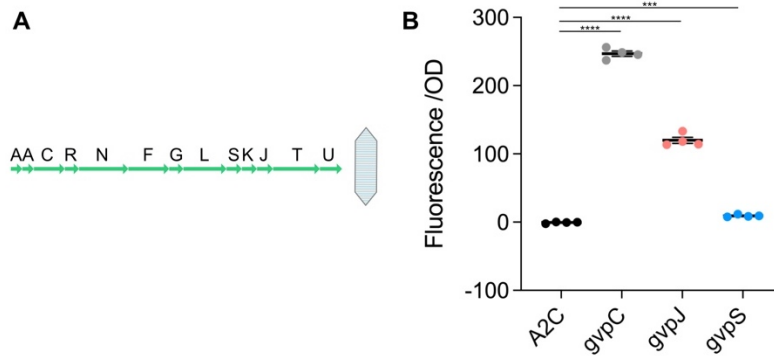 A
AA C R N F G L SK J T U
B
***
****
****
Fluorescence /OD
300
200
100
0
-100
A2C
gvpC
gvpJ
gvpS